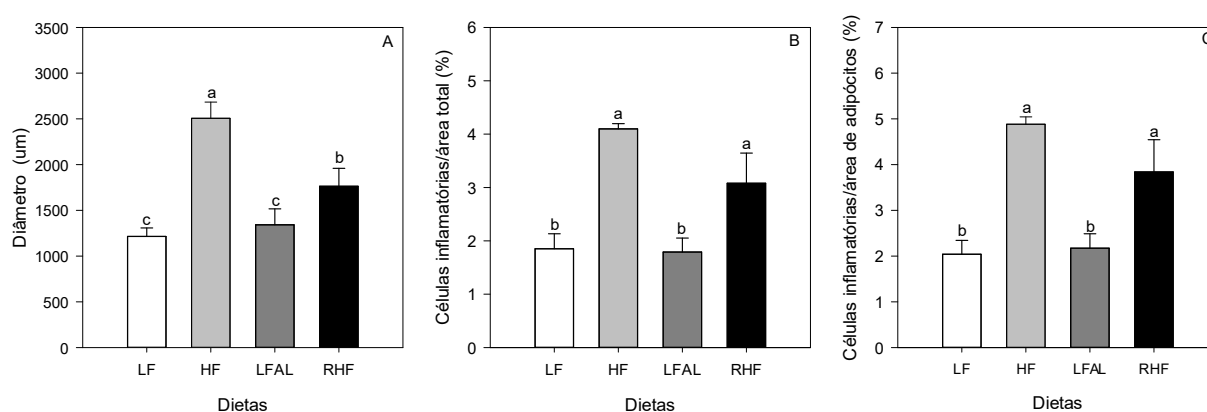 A
Diâmetro (um)
3500
3000
2500
2000
1500
1000
500
0
c
a
c
b
LF HF LFAL RHF
Dietas
B
Células inflamatórias/área total (%)
6
5
4
3
2
1
0
b
a
b
a
LF HF LFAL RHF
Dietas
C
Células inflamatórias/área de adipócitos (%)
7
6
5
4
3
2
1
0
b
a
b
a
LF HF LFAL RHF
Dietas